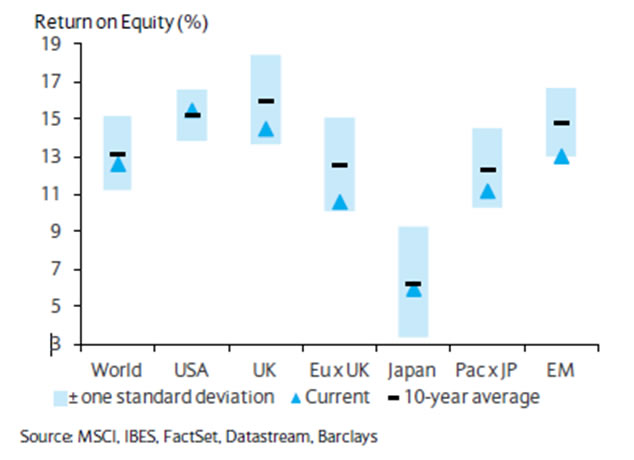 Return on Equity (%)
19
17
15
13
11
9
7
5
3
World USA UK Eu x UK Japan Pac x JP EM
± one standard deviation Current 10-year average
Source: MSCI, IBES, FactSet, Datastream, Barclays